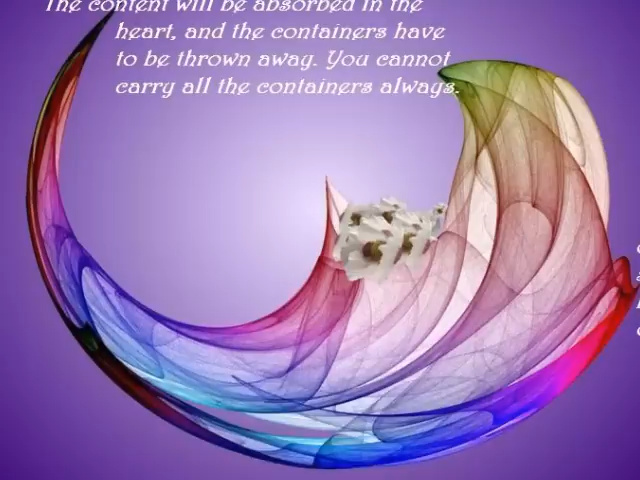 The content will be absorbed in the
heart, and the containers have
to be thrown away. You cannot
carry all the containers always.